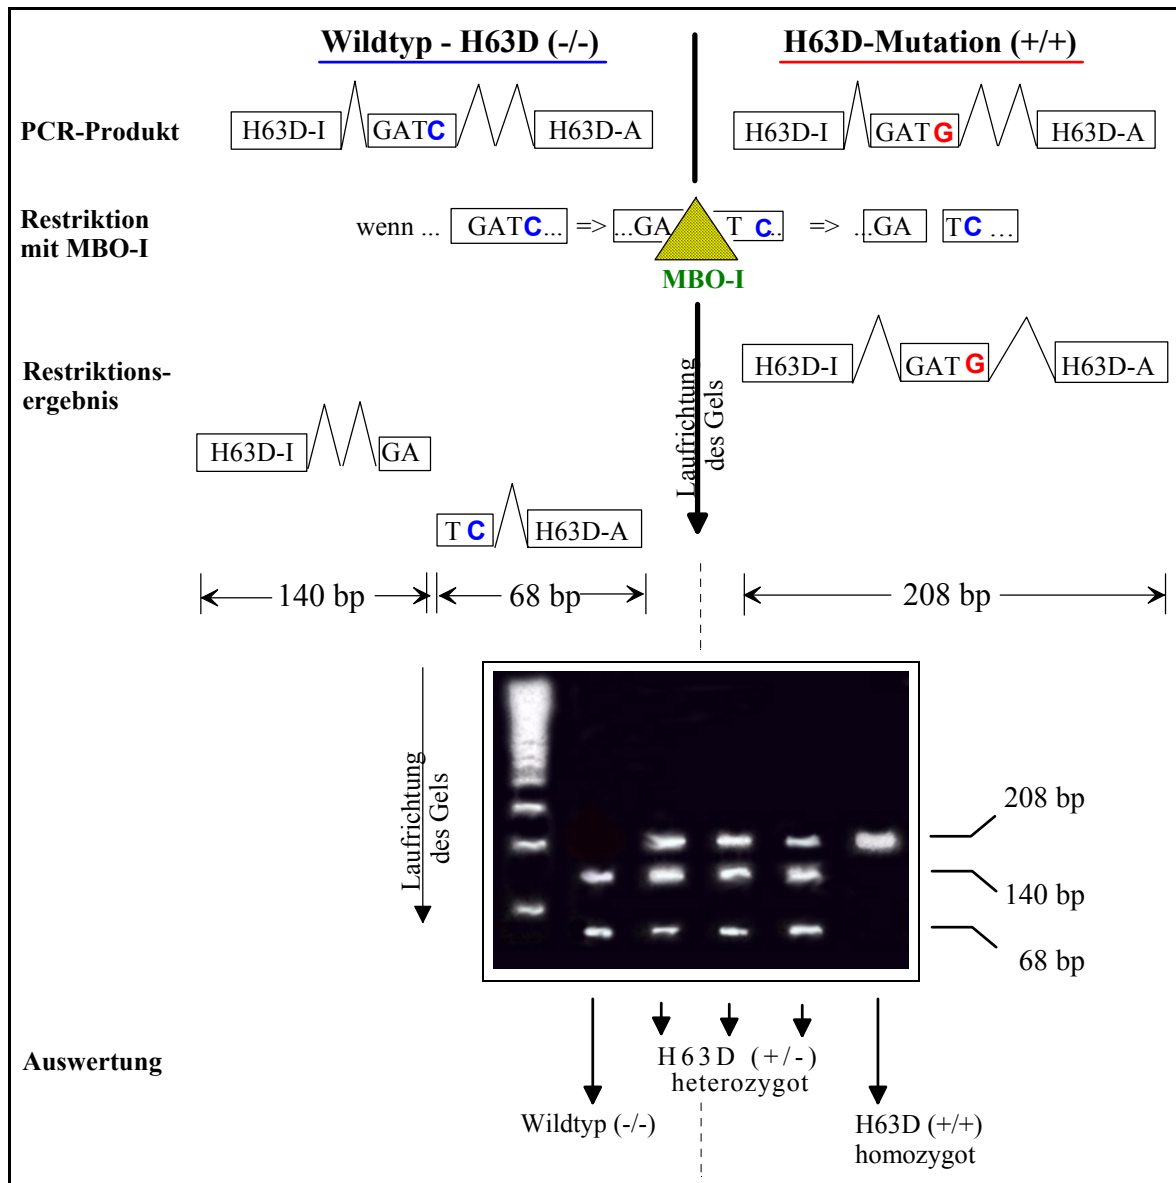 Wildtyp - H63D (-/-)
H63D-Mutation (+/+)
PCR-Produkt
H63D-I
GATC
H63D-A
H63D-I
GATG
H63D-A
Restriktion
mit MBO-I
wenn ...
GATC...
=>
...GA
T C..
=>
...GA
TC ...
MBO-I
Restriktions-
ergebnis
Laufrichtung
des Gels
H63D-I
GAT G
H63D-A
H63D-I
GA
T C
H63D-A
140 bp
68 bp
208 bp
Laufrichtung
des Gels
208 bp
140 bp
68 bp
Auswertung
H63D (+/-)
heterozygot
Wildtyp (-/-)
H63D (+/+)
homozygot